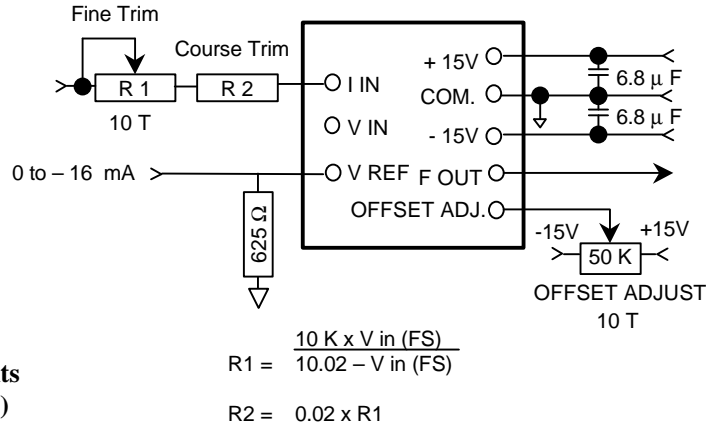 Fine Trim
Course Trim
R 1
R 2
10 T
I IN
V IN
V REF
+ 15V
COM.
- 15V
F OUT
OFFSET ADJ.
6.8 µ F
6.8 µ F
0 to – 16 mA
625 Ω
-15V
+15V
50 K
OFFSET ADJUST
10 T
10 K x V in (FS)
R1 = 10.02 – V in (FS)
R2 = 0.02 x R1
ts
)